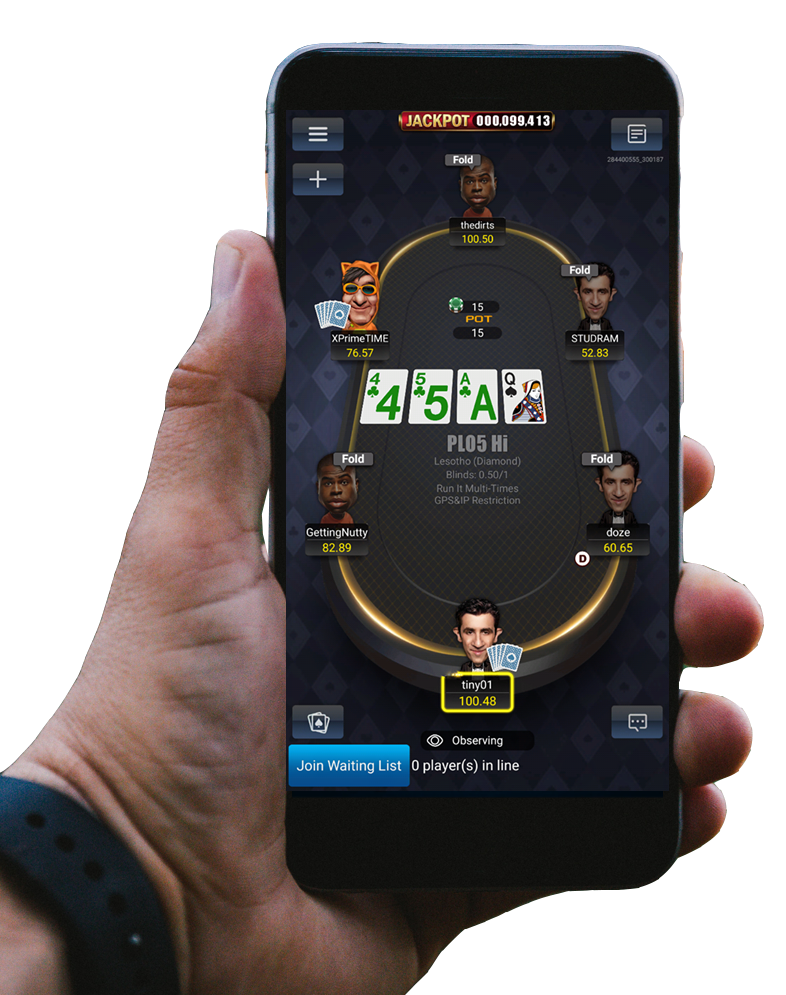 JACKPOT 000,099,413
284400555_300187
Fold
thedirts
100.50
Fold
XPrimeTIME
76.57
STUDRAM
52.83
15
POT
15
4 5 A Q
4 5 A
PLO5 Hi
Lesotho (Diamond)
Blinds: 0.50/1
Run It Multi-Times
GPS&IP Restriction
Fold
GettingNutty
82.89
Fold
doze
60.65
D
tiny01
100.48
Observing
Join Waiting List 0 player(s) in line